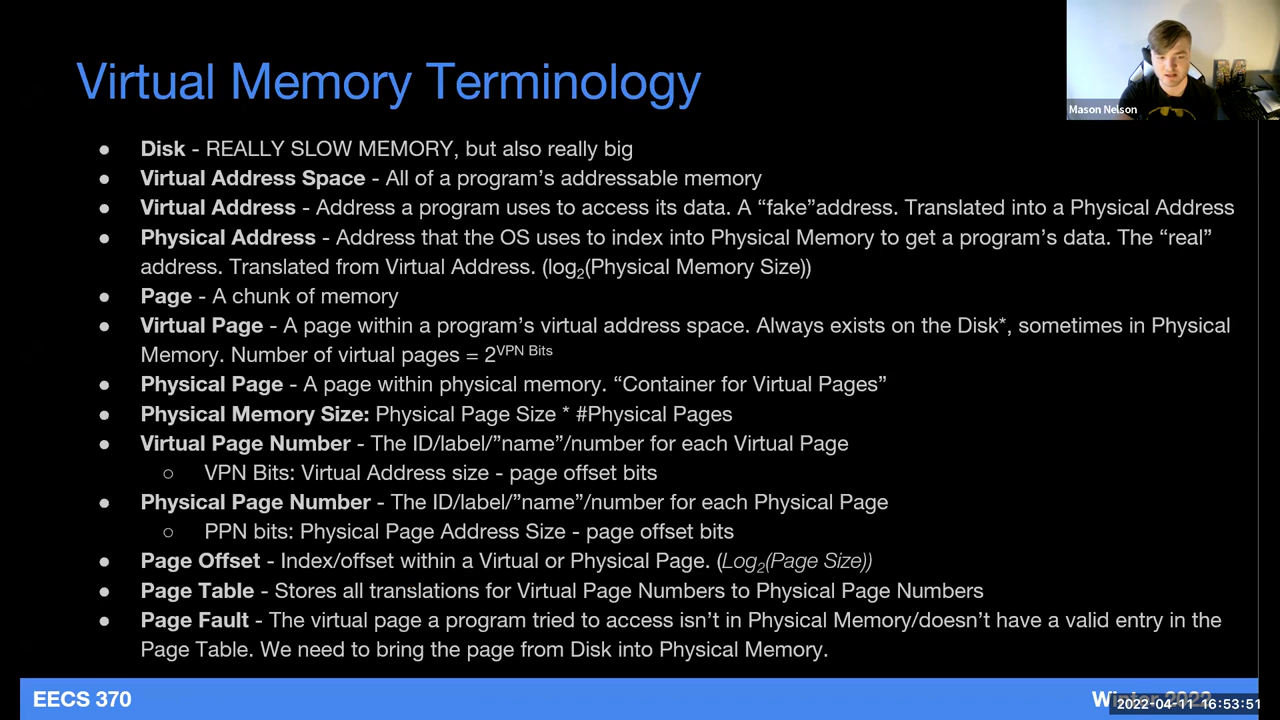 Virtual Memory Terminology
Mason Nelson
● Disk - REALLY SLOW MEMORY, but also really big
● Virtual Address Space - All of a program's addressable memory
● Virtual Address - Address a program uses to access its data. A “fake”address. Translated into a Physical Address
● Physical Address - Address that the OS uses to index into Physical Memory to get a program's data. The “real”
address. Translated from Virtual Address. (log2(Physical Memory Size))
● Page - A chunk of memory
● Virtual Page - A page within a program's virtual address space. Always exists on the Disk*, sometimes in Physical
Memory. Number of virtual pages = 2^VPN Bits
● Physical Page - A page within physical memory. “Container for Virtual Pages”
● Physical Memory Size: Physical Page Size * #Physical Pages
● Virtual Page Number - The ID/label/”name”/number for each Virtual Page
○ VPN Bits: Virtual Address size - page offset bits
● Physical Page Number - The ID/label/”name”/number for each Physical Page
○ PPN bits: Physical Page Address Size - page offset bits
● Page Offset - Index/offset within a Virtual or Physical Page. (Log2(Page Size))
● Page Table - Stores all translations for Virtual Page Numbers to Physical Page Numbers
● Page Fault - The virtual page a program tried to access isn't in Physical Memory/doesn't have a valid entry in the
Page Table. We need to bring the page from Disk into Physical Memory.
EECS 370
Winter 2022
2022-04-11 16:53:51